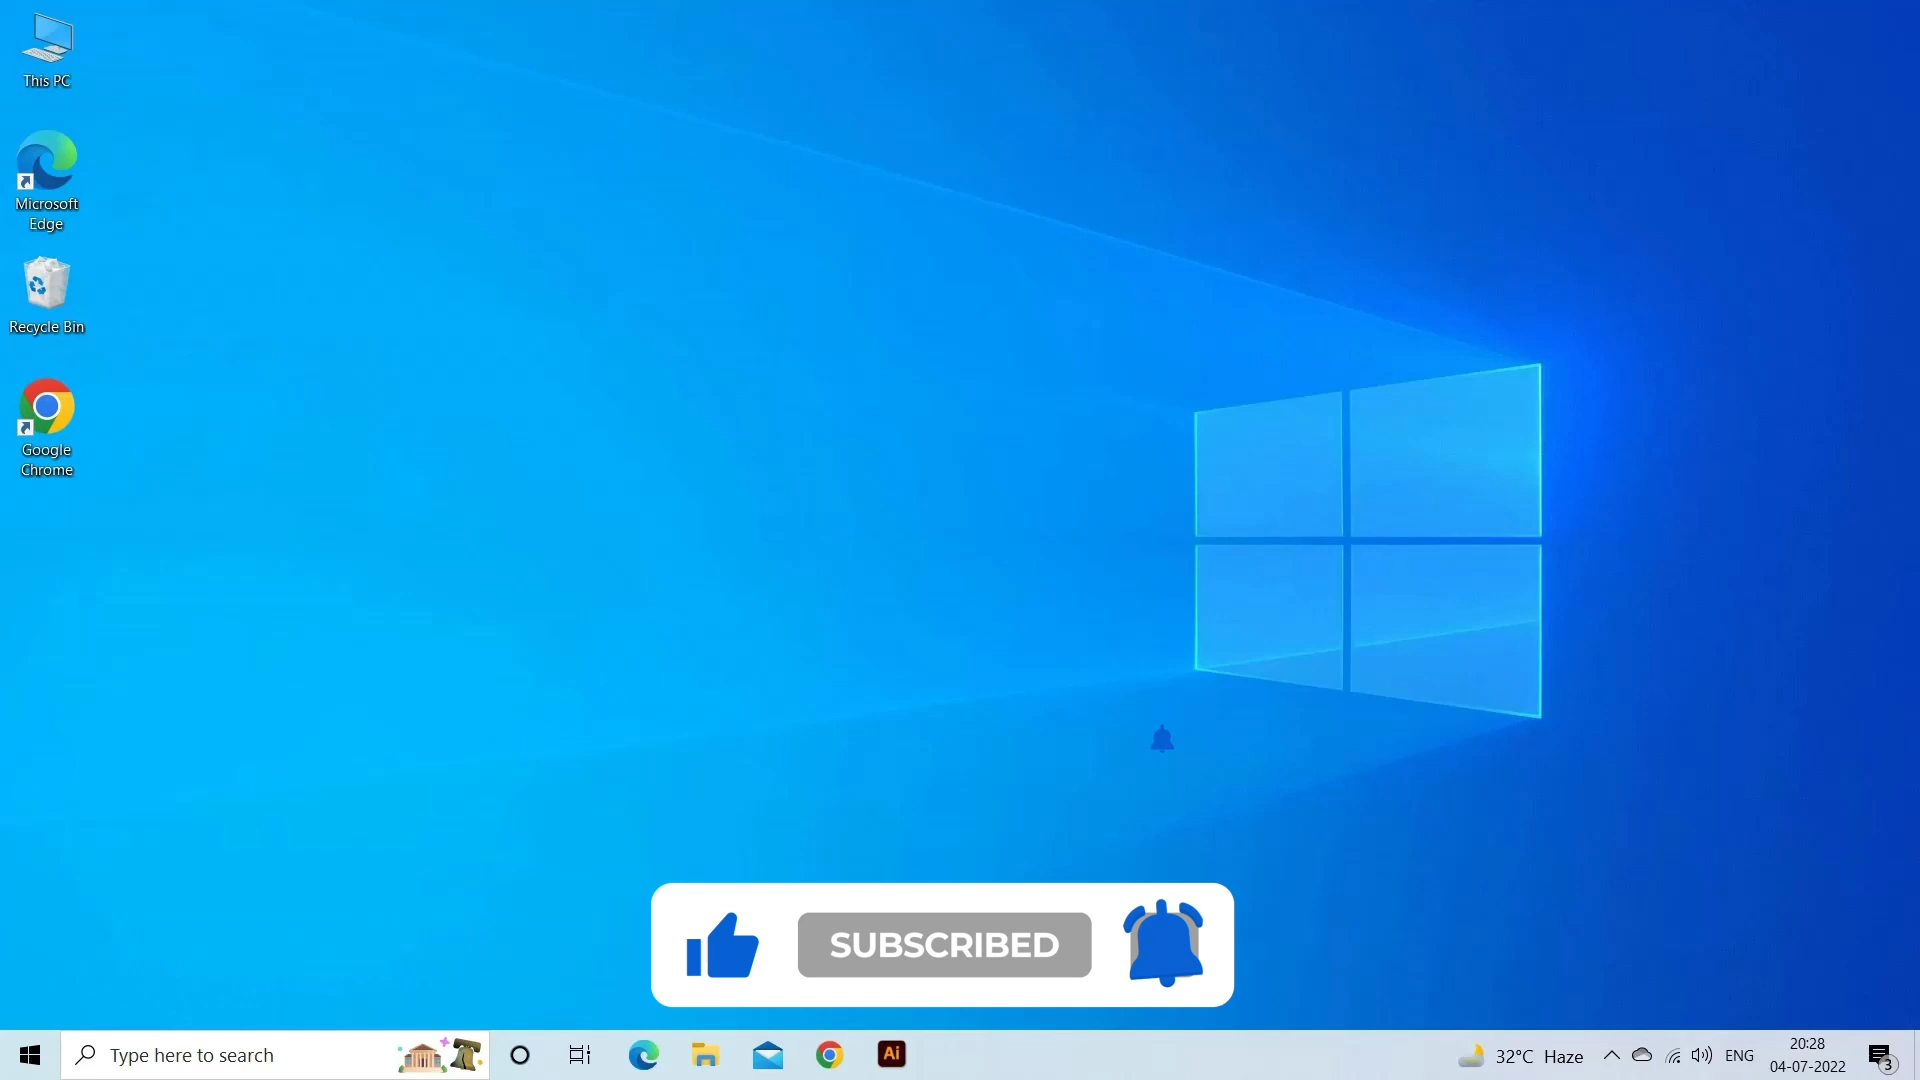 This PC
Microsoft
Edge
Recycle Bin
Google
Chrome
SUBSCRIBED
Type here to search
Ai
32°C Haze
ENG
20:28
04-07-2022
3